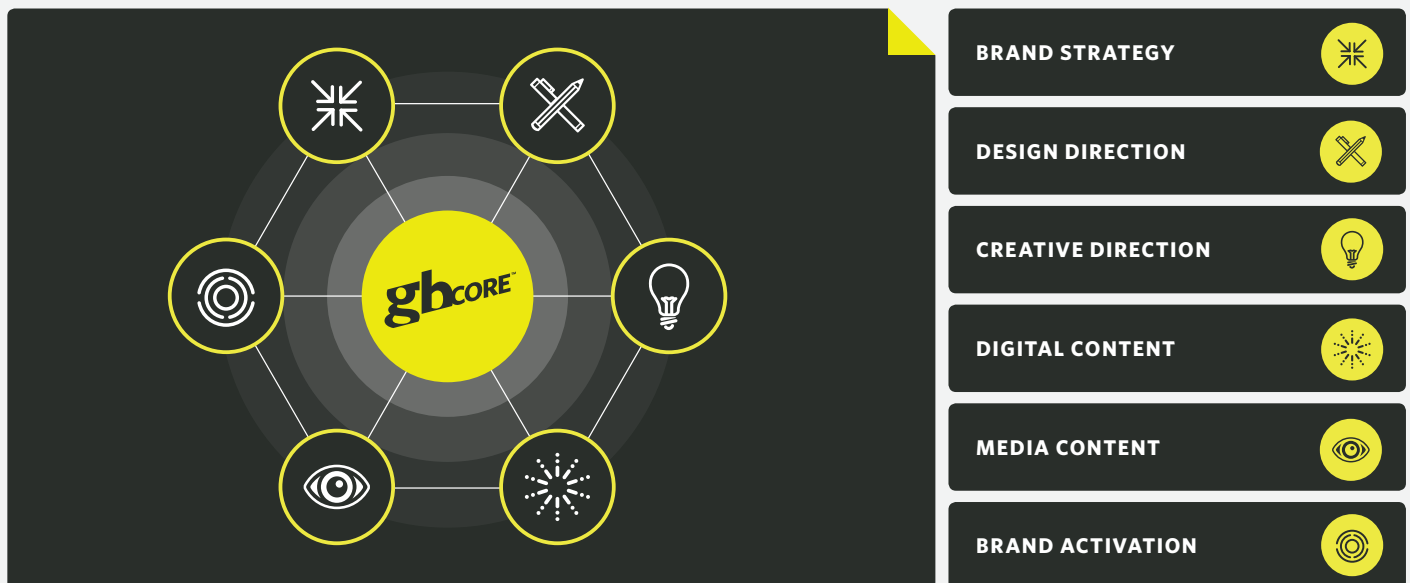 gbCORE™
BRAND STRATEGY
DESIGN DIRECTION
CREATIVE DIRECTION
DIGITAL CONTENT
MEDIA CONTENT
BRAND ACTIVATION